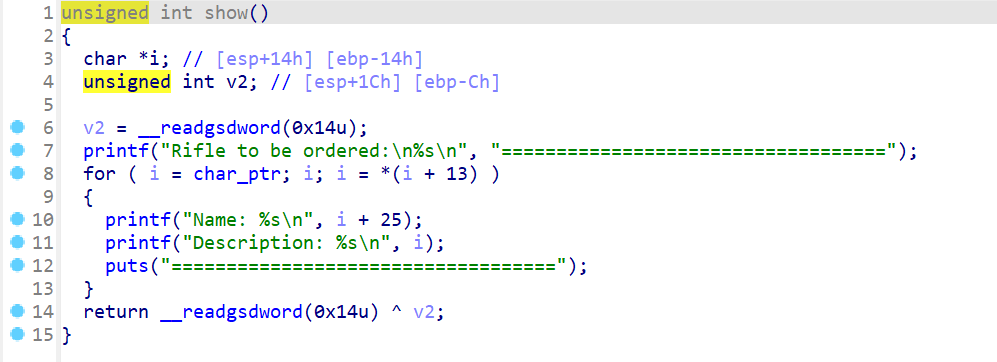 1 unsigned int show()
2 {
3 char *i; // [esp+14h] [ebp-14h]
4 unsigned int v2; // [esp+1Ch] [ebp-Ch]
5
6 v2 = __readgsdword(0x14u);
7 printf("Rifle to be ordered:\n%s\n", "===================================");
8 for ( i = char_ptr; i; i = *(i + 13) )
9 {
10 printf("Name: %s\n", i + 25);
11 printf("Description: %s\n", i);
12 puts("===================================");
13 }
14 return __readgsdword(0x14u) ^ v2;
15 }